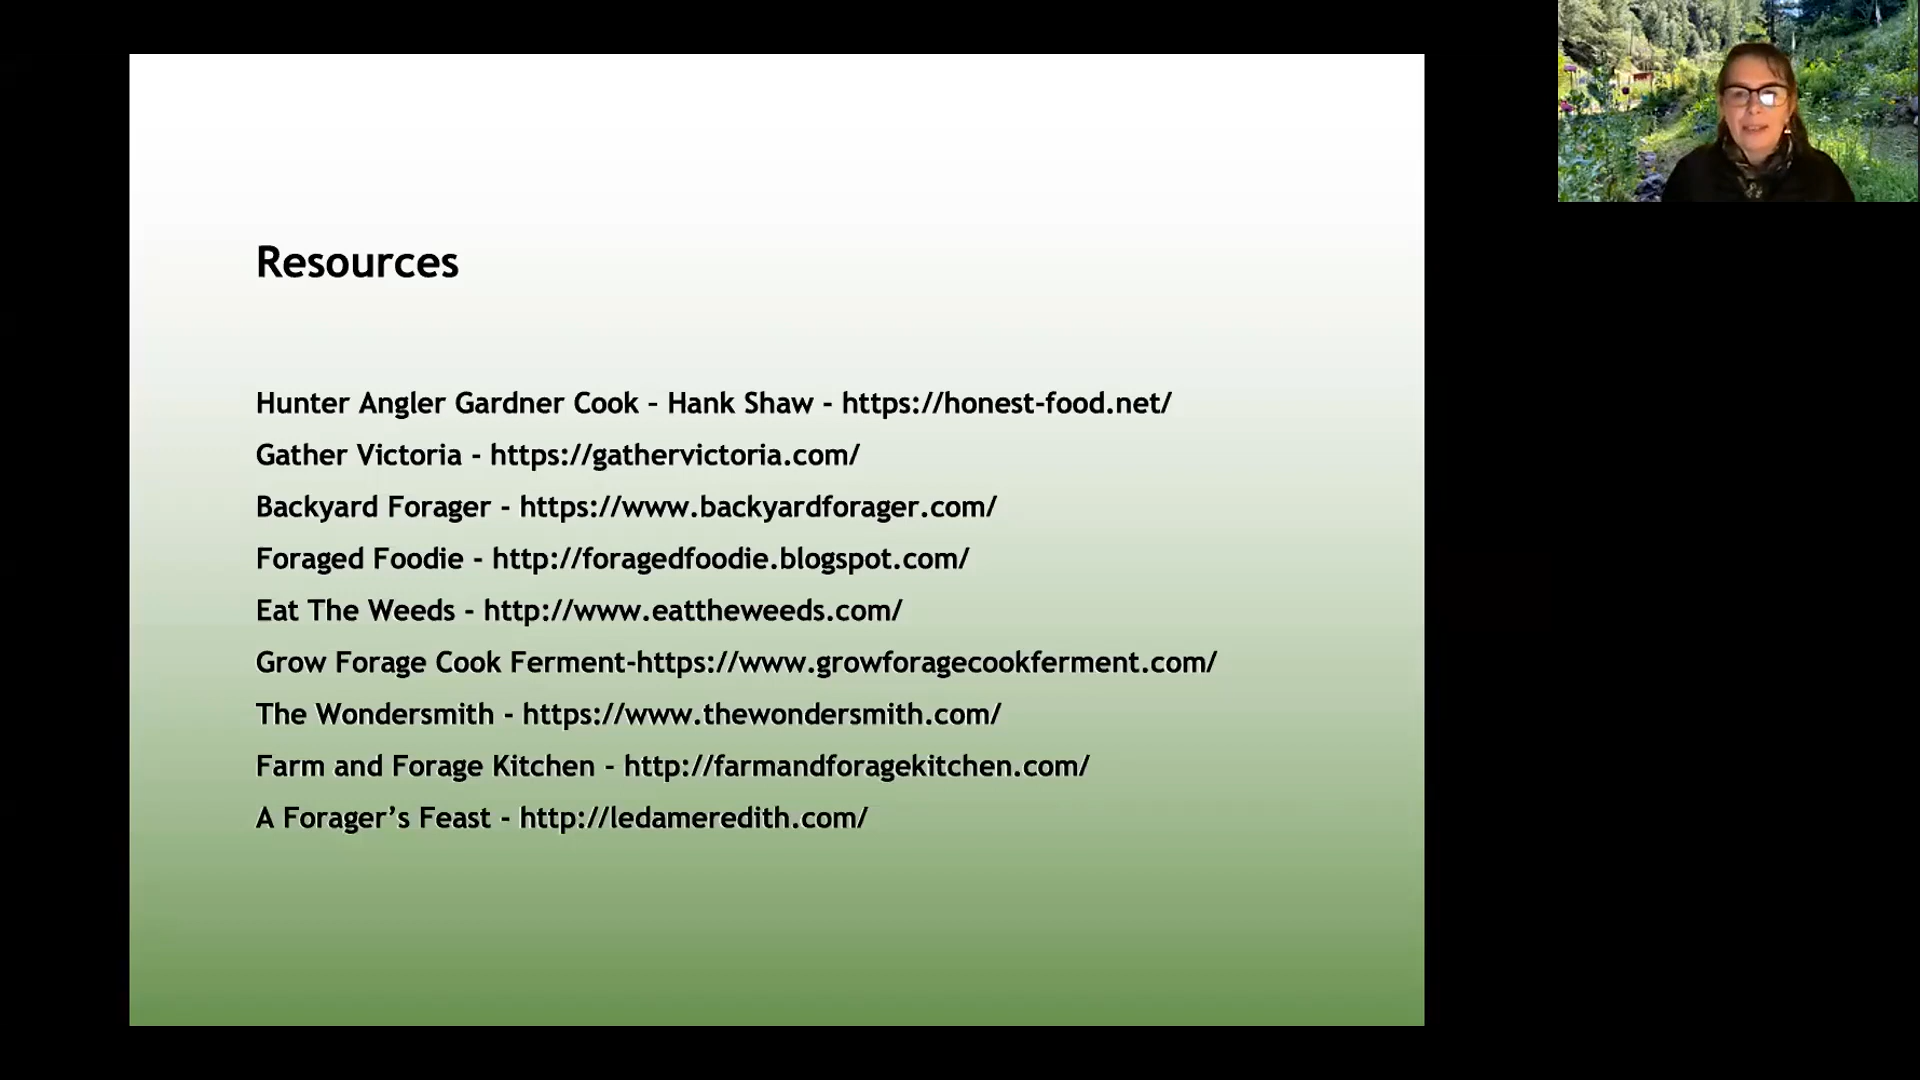 Resources
Hunter Angler Gardner Cook – Hank Shaw - https://honest-food.net/
Gather Victoria - https://gathervictoria.com/
Backyard Forager - https://www.backyardforager.com/
Foraged Foodie - http://foragedfoodie.blogspot.com/
Eat The Weeds - http://www.eattheweeds.com/
Grow Forage Cook Ferment-https://www.growforagecookferment.com/
The Wondersmith - https://www.thewondersmith.com/
Farm and Forage Kitchen - http://farmandforagekitchen.com/
A Forager’s Feast - http://ledameredith.com/